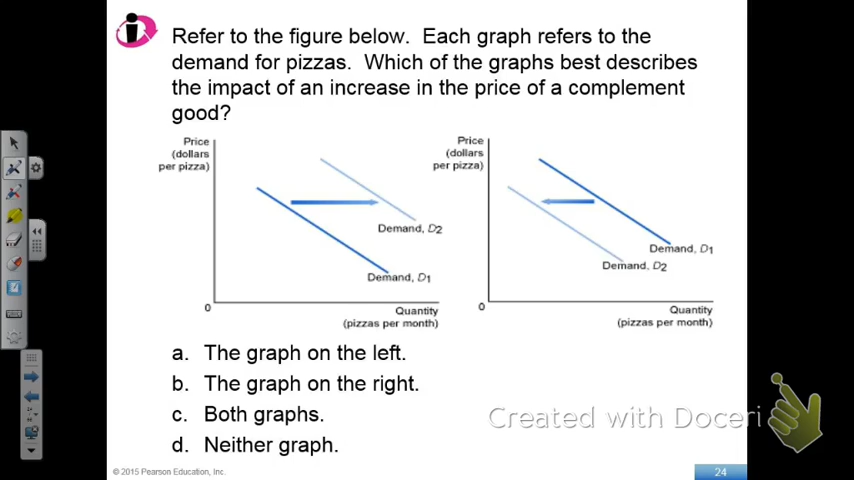 Refer to the figure below. Each graph refers to the
demand for pizzas. Which of the graphs best describes
the impact of an increase in the price of a complement
good?
Price
(dollars
per pizza)
Demand, D2
Demand, D1
0
Quantity
(pizzas per month)
Price
(dollars
per pizza)
Demand, D1
Demand, D2
0
Quantity
(pizzas per month)
a. The graph on the left.
b. The graph on the right.
c. Both graphs.
d. Neither graph.
Created with Doceri
© 2015 Pearson Education, Inc.
24